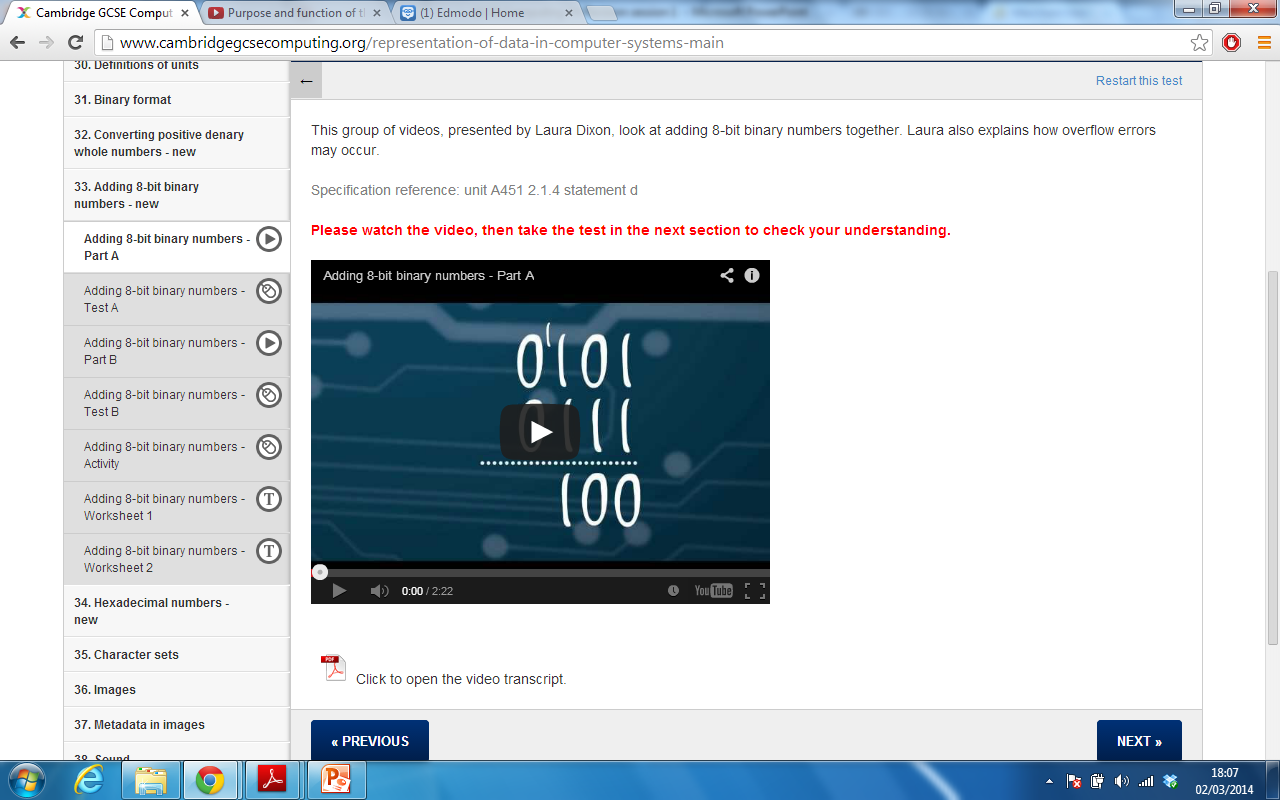 Cambridge GCSE Comput
Purpose and function of t
(1) Edmodo | Home
www.cambridgegcsecomputing.org/representation-of-data-in-computer-systems-main
30. Definitions of units
31. Binary format
32. Converting positive denary
whole numbers - new
33. Adding 8-bit binary
numbers - new
Adding 8-bit binary numbers -
Part A
Adding 8-bit binary numbers -
Test A
Adding 8-bit binary numbers -
Part B
Adding 8-bit binary numbers -
Test B
Adding 8-bit binary numbers -
Activity
Adding 8-bit binary numbers -
Worksheet 1
T
Adding 8-bit binary numbers -
Worksheet 2
T
34. Hexadecimal numbers -
new
35. Character sets
36. Images
37. Metadata in images
38. Sound
←
Restart this test
This group of videos, presented by Laura Dixon, look at adding 8-bit binary numbers together. Laura also explains how overflow errors
may occur.
Specification reference: unit A451 2.1.4 statement d
Please watch the video, then take the test in the next section to check your understanding.
Adding 8-bit binary numbers - Part A
1
0101
0111
100
0:00 / 2:22
YouTube
PDF
Click to open the video transcript.
« PREVIOUS
NEXT »
18:07
02/03/2014